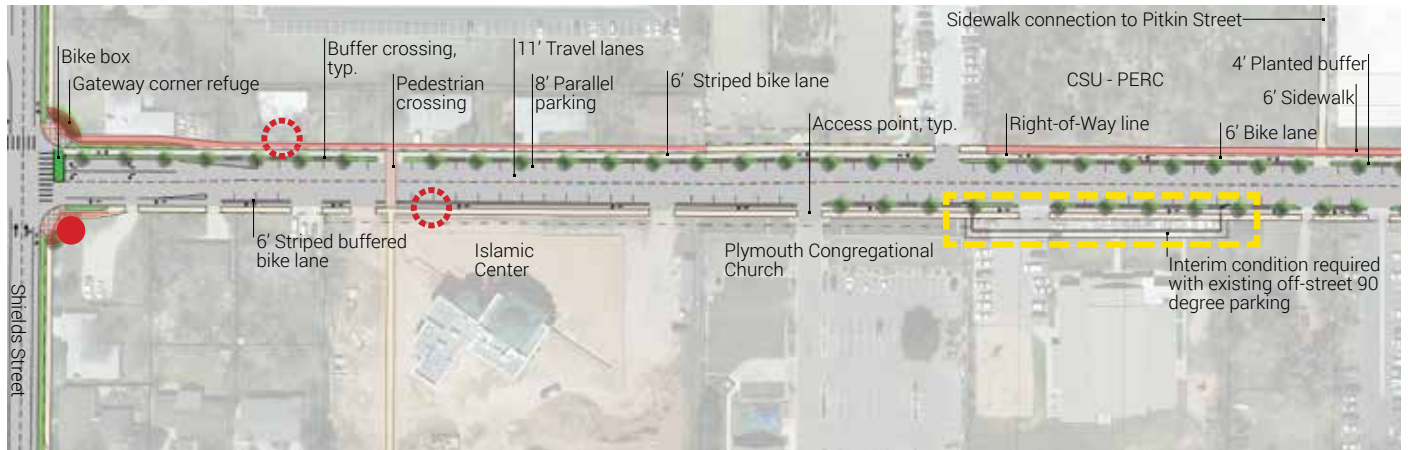 Sidewalk connection to Pitkin Street
Bike box
Gateway corner refuge
Buffer crossing,
typ.
Pedestrian
crossing
11' Travel lanes
8' Parallel
parking
6' Striped bike lane
Access point, typ.
CSU - PERC
Right-of-Way line
4' Planted buffer
6' Sidewalk
6' Bike lane
6' Striped buffered
bike lane
Islamic
Center
Plymouth Congregational
Church
Interim condition required
with existing off-street 90
degree parking
Shields Street